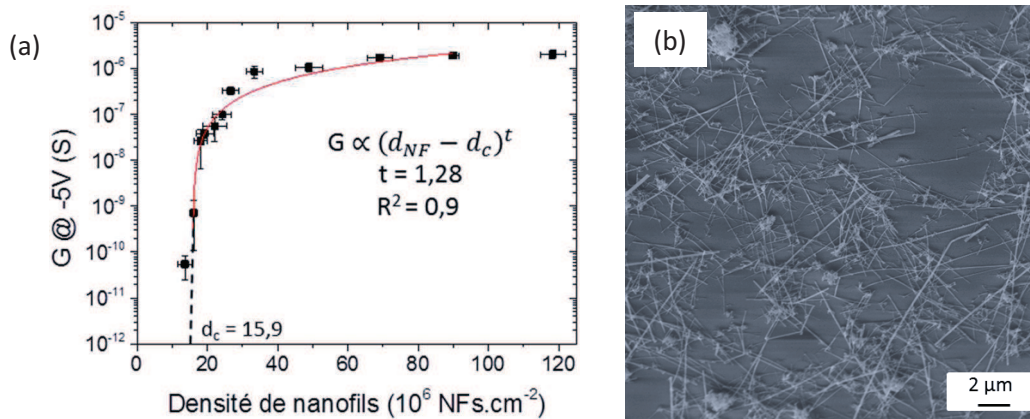 (a)
G @ -5V (S)
10⁻⁵
10⁻⁶
10⁻⁷
10⁻⁸
10⁻⁹
10⁻¹⁰
10⁻¹¹
10⁻¹²
G ∝ (d_NF − d_c)^t
t = 1,28
R² = 0,9
d_c = 15,9
0 20 40 60 80 100 120
Densité de nanofils (10⁶ NFs.cm⁻²)
(b)
2 µm